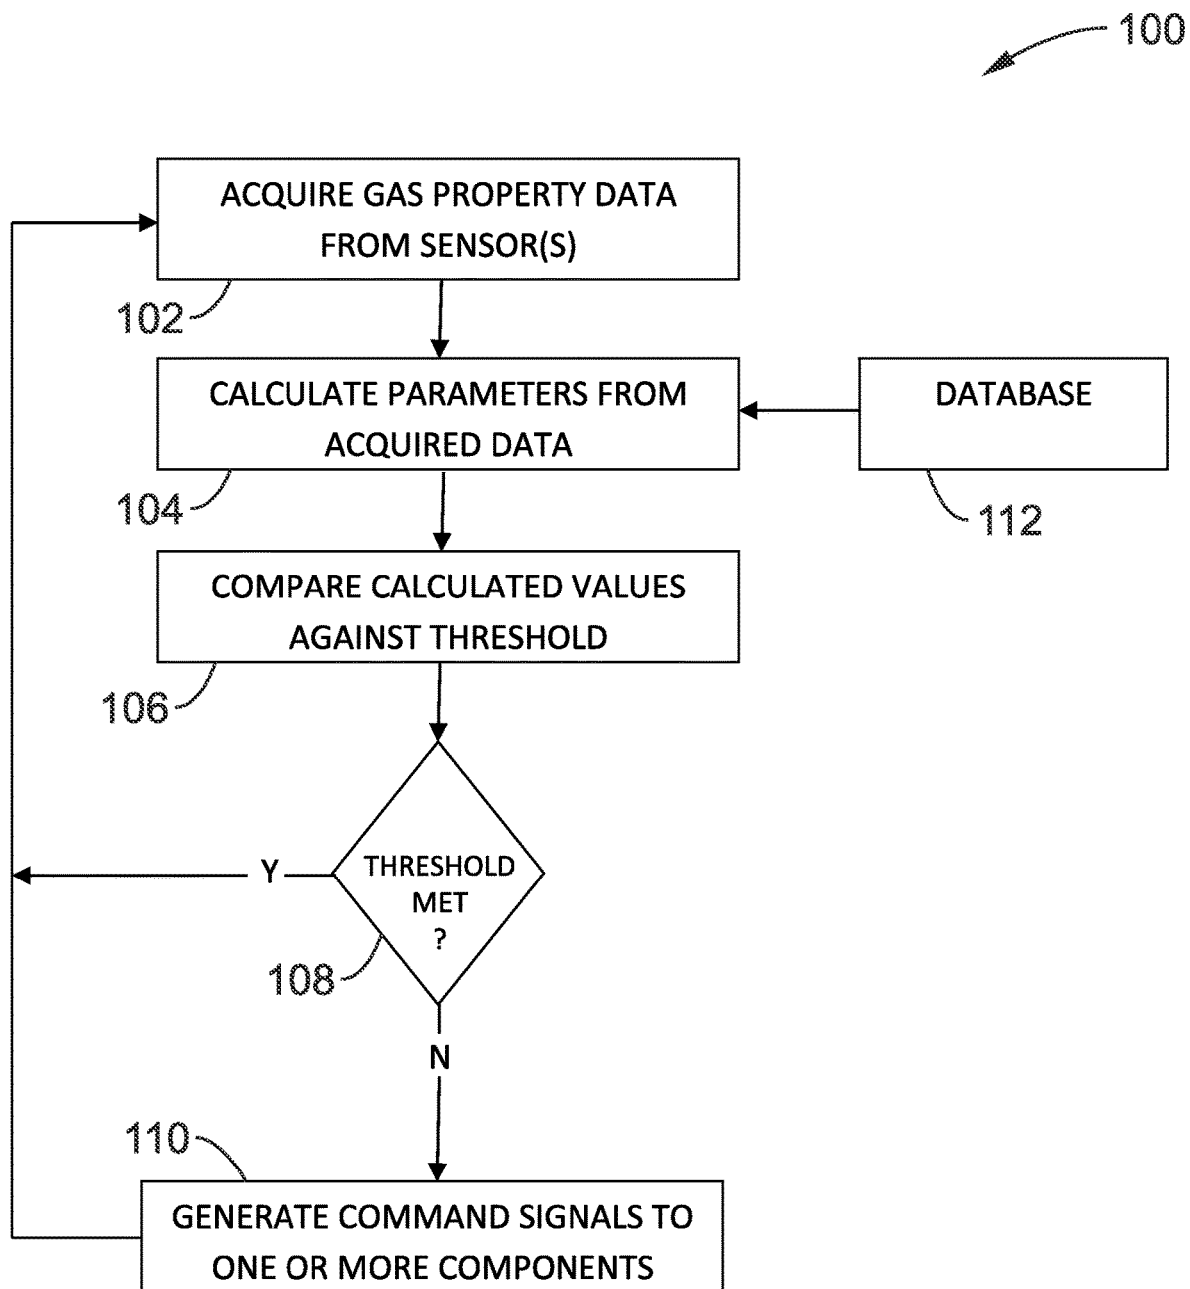 100
ACQUIRE GAS PROPERTY DATA
FROM SENSOR(S)
102
CALCULATE PARAMETERS FROM
ACQUIRED DATA
104
DATABASE
112
COMPARE CALCULATED VALUES
AGAINST THRESHOLD
106
THRESHOLD
MET
?
Y
108
N
110
GENERATE COMMAND SIGNALS TO
ONE OR MORE COMPONENTS